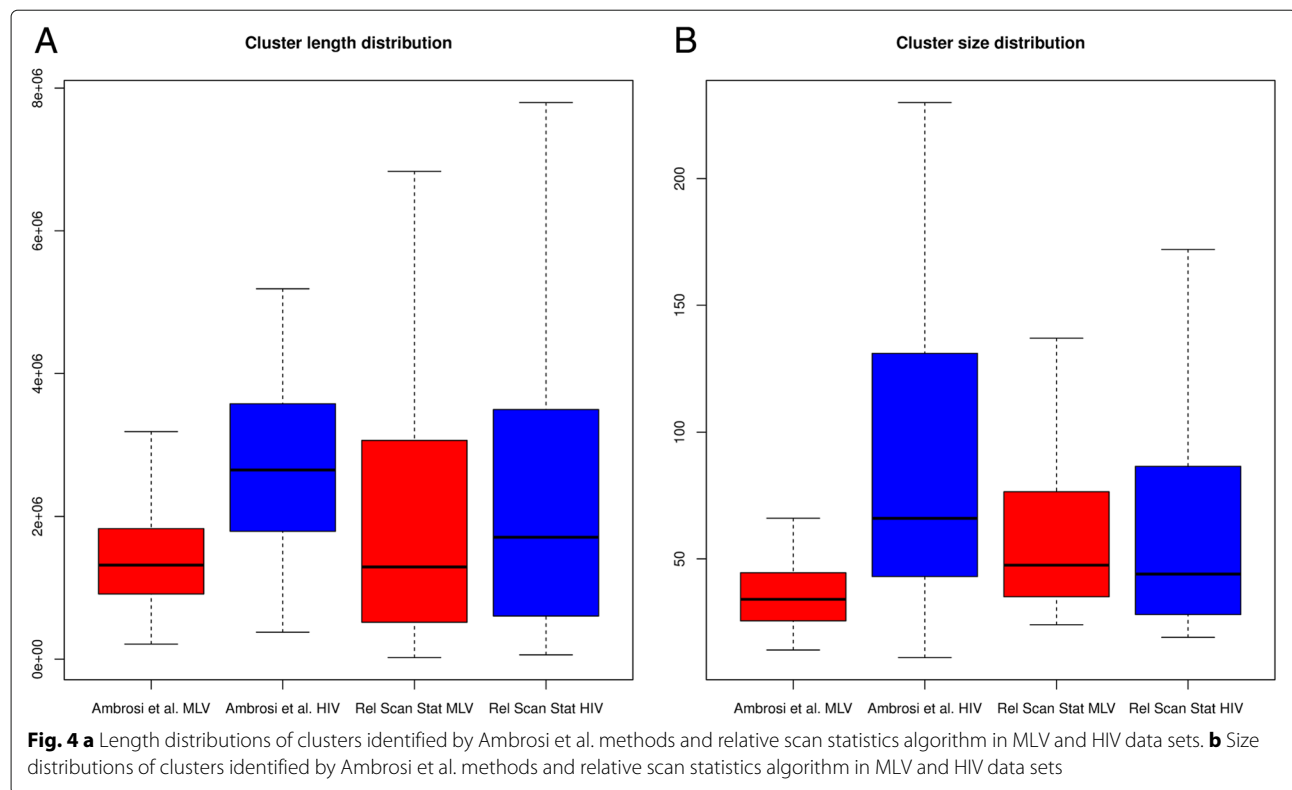 A
Cluster length distribution
8e+06
6e+06
4e+06
2e+06
0e+00
Ambrosi et al. MLV
Ambrosi et al. HIV
Rel Scan Stat MLV
Rel Scan Stat HIV
B
Cluster size distribution
200
150
100
50
Ambrosi et al. MLV
Ambrosi et al. HIV
Rel Scan Stat MLV
Rel Scan Stat HIV
Fig. 4 a Length distributions of clusters identified by Ambrosi et al. methods and relative scan statistics algorithm in MLV and HIV data sets. b Size
distributions of clusters identified by Ambrosi et al. methods and relative scan statistics algorithm in MLV and HIV data sets